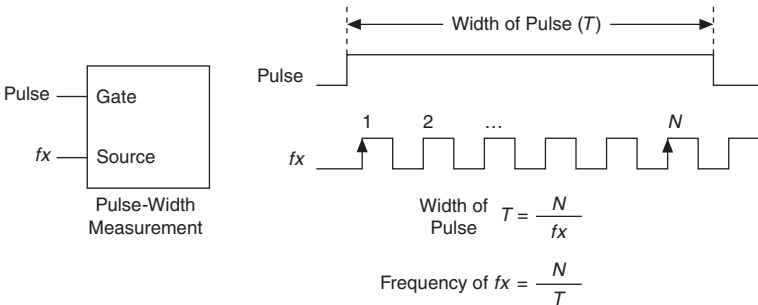 Width of Pulse (T)
Pulse
Pulse
Gate
1 2 ... N
fx
Source
fx
Pulse-Width
Measurement
Width of
Pulse
T = N
fx
Frequency of fx = N
T